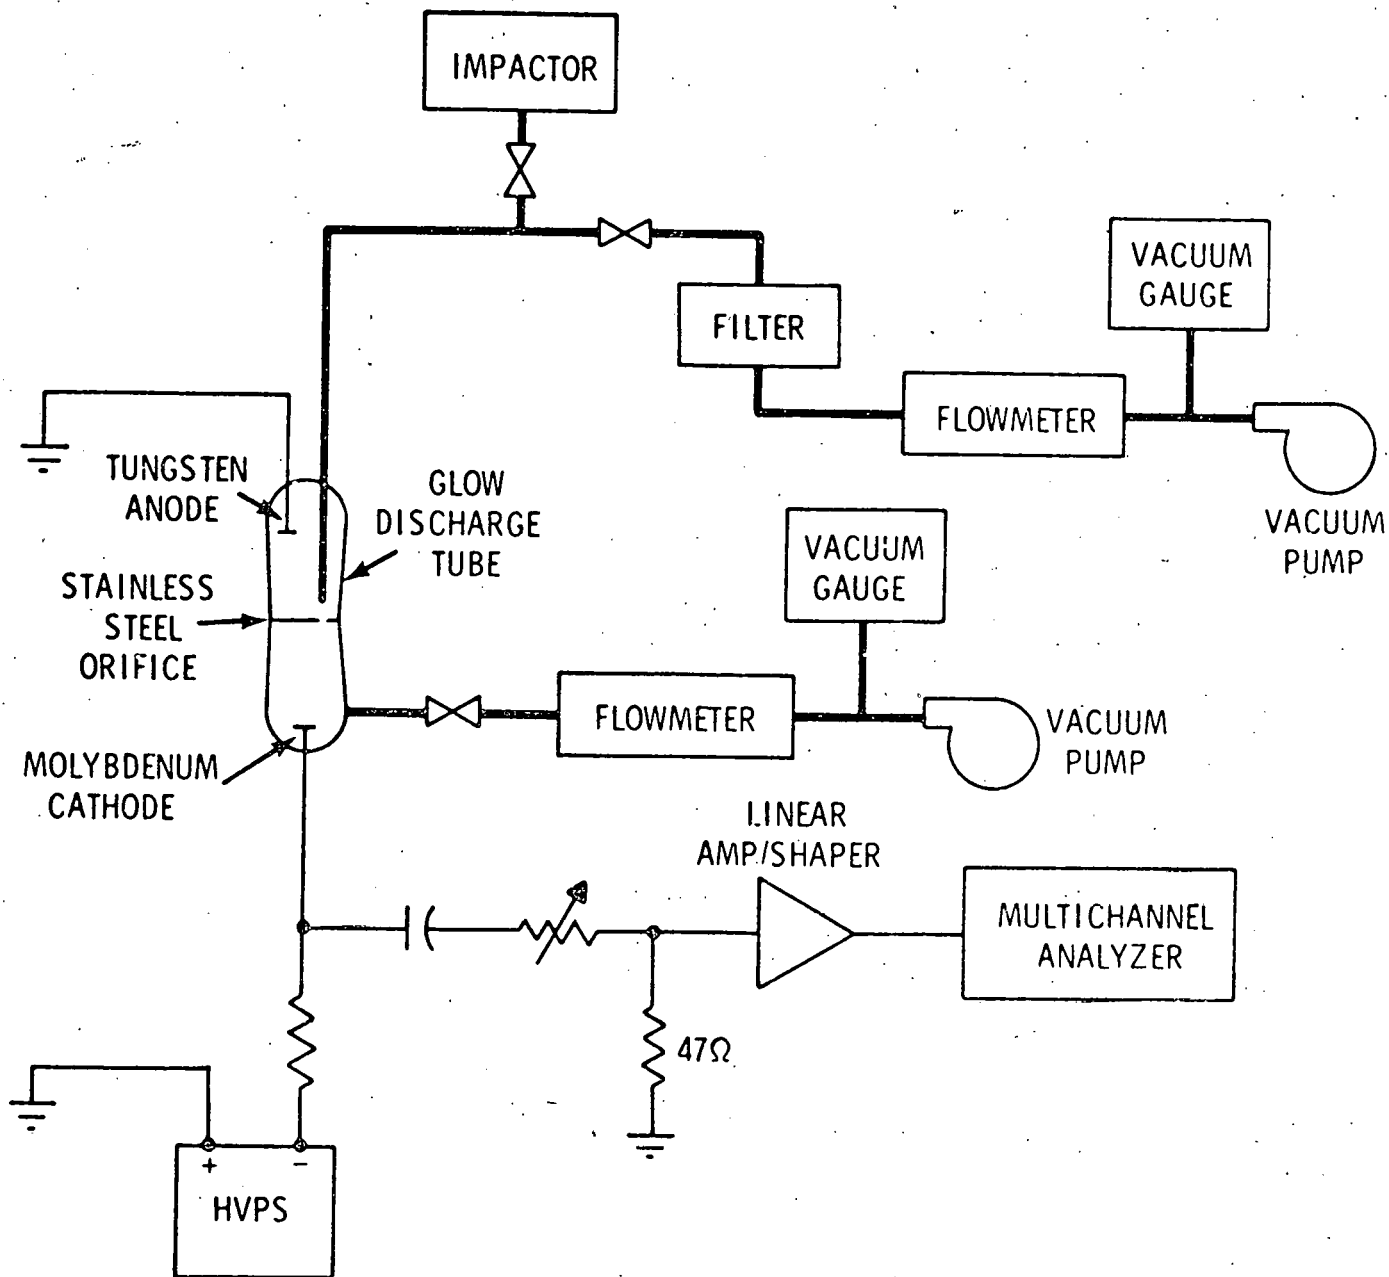 IMPACTOR
VACUUM
GAUGE
FILTER
FLOWMETER
VACUUM
PUMP
TUNGSTEN
ANODE
GLOW
DISCHARGE
TUBE
STAINLESS
STEEL
ORIFICE
VACUUM
GAUGE
FLOWMETER
VACUUM
PUMP
MOLYBDENUM
CATHODE
LINEAR
AMP/SHAPER
MULTICHANNEL
ANALYZER
47Ω
+ −
HVPS